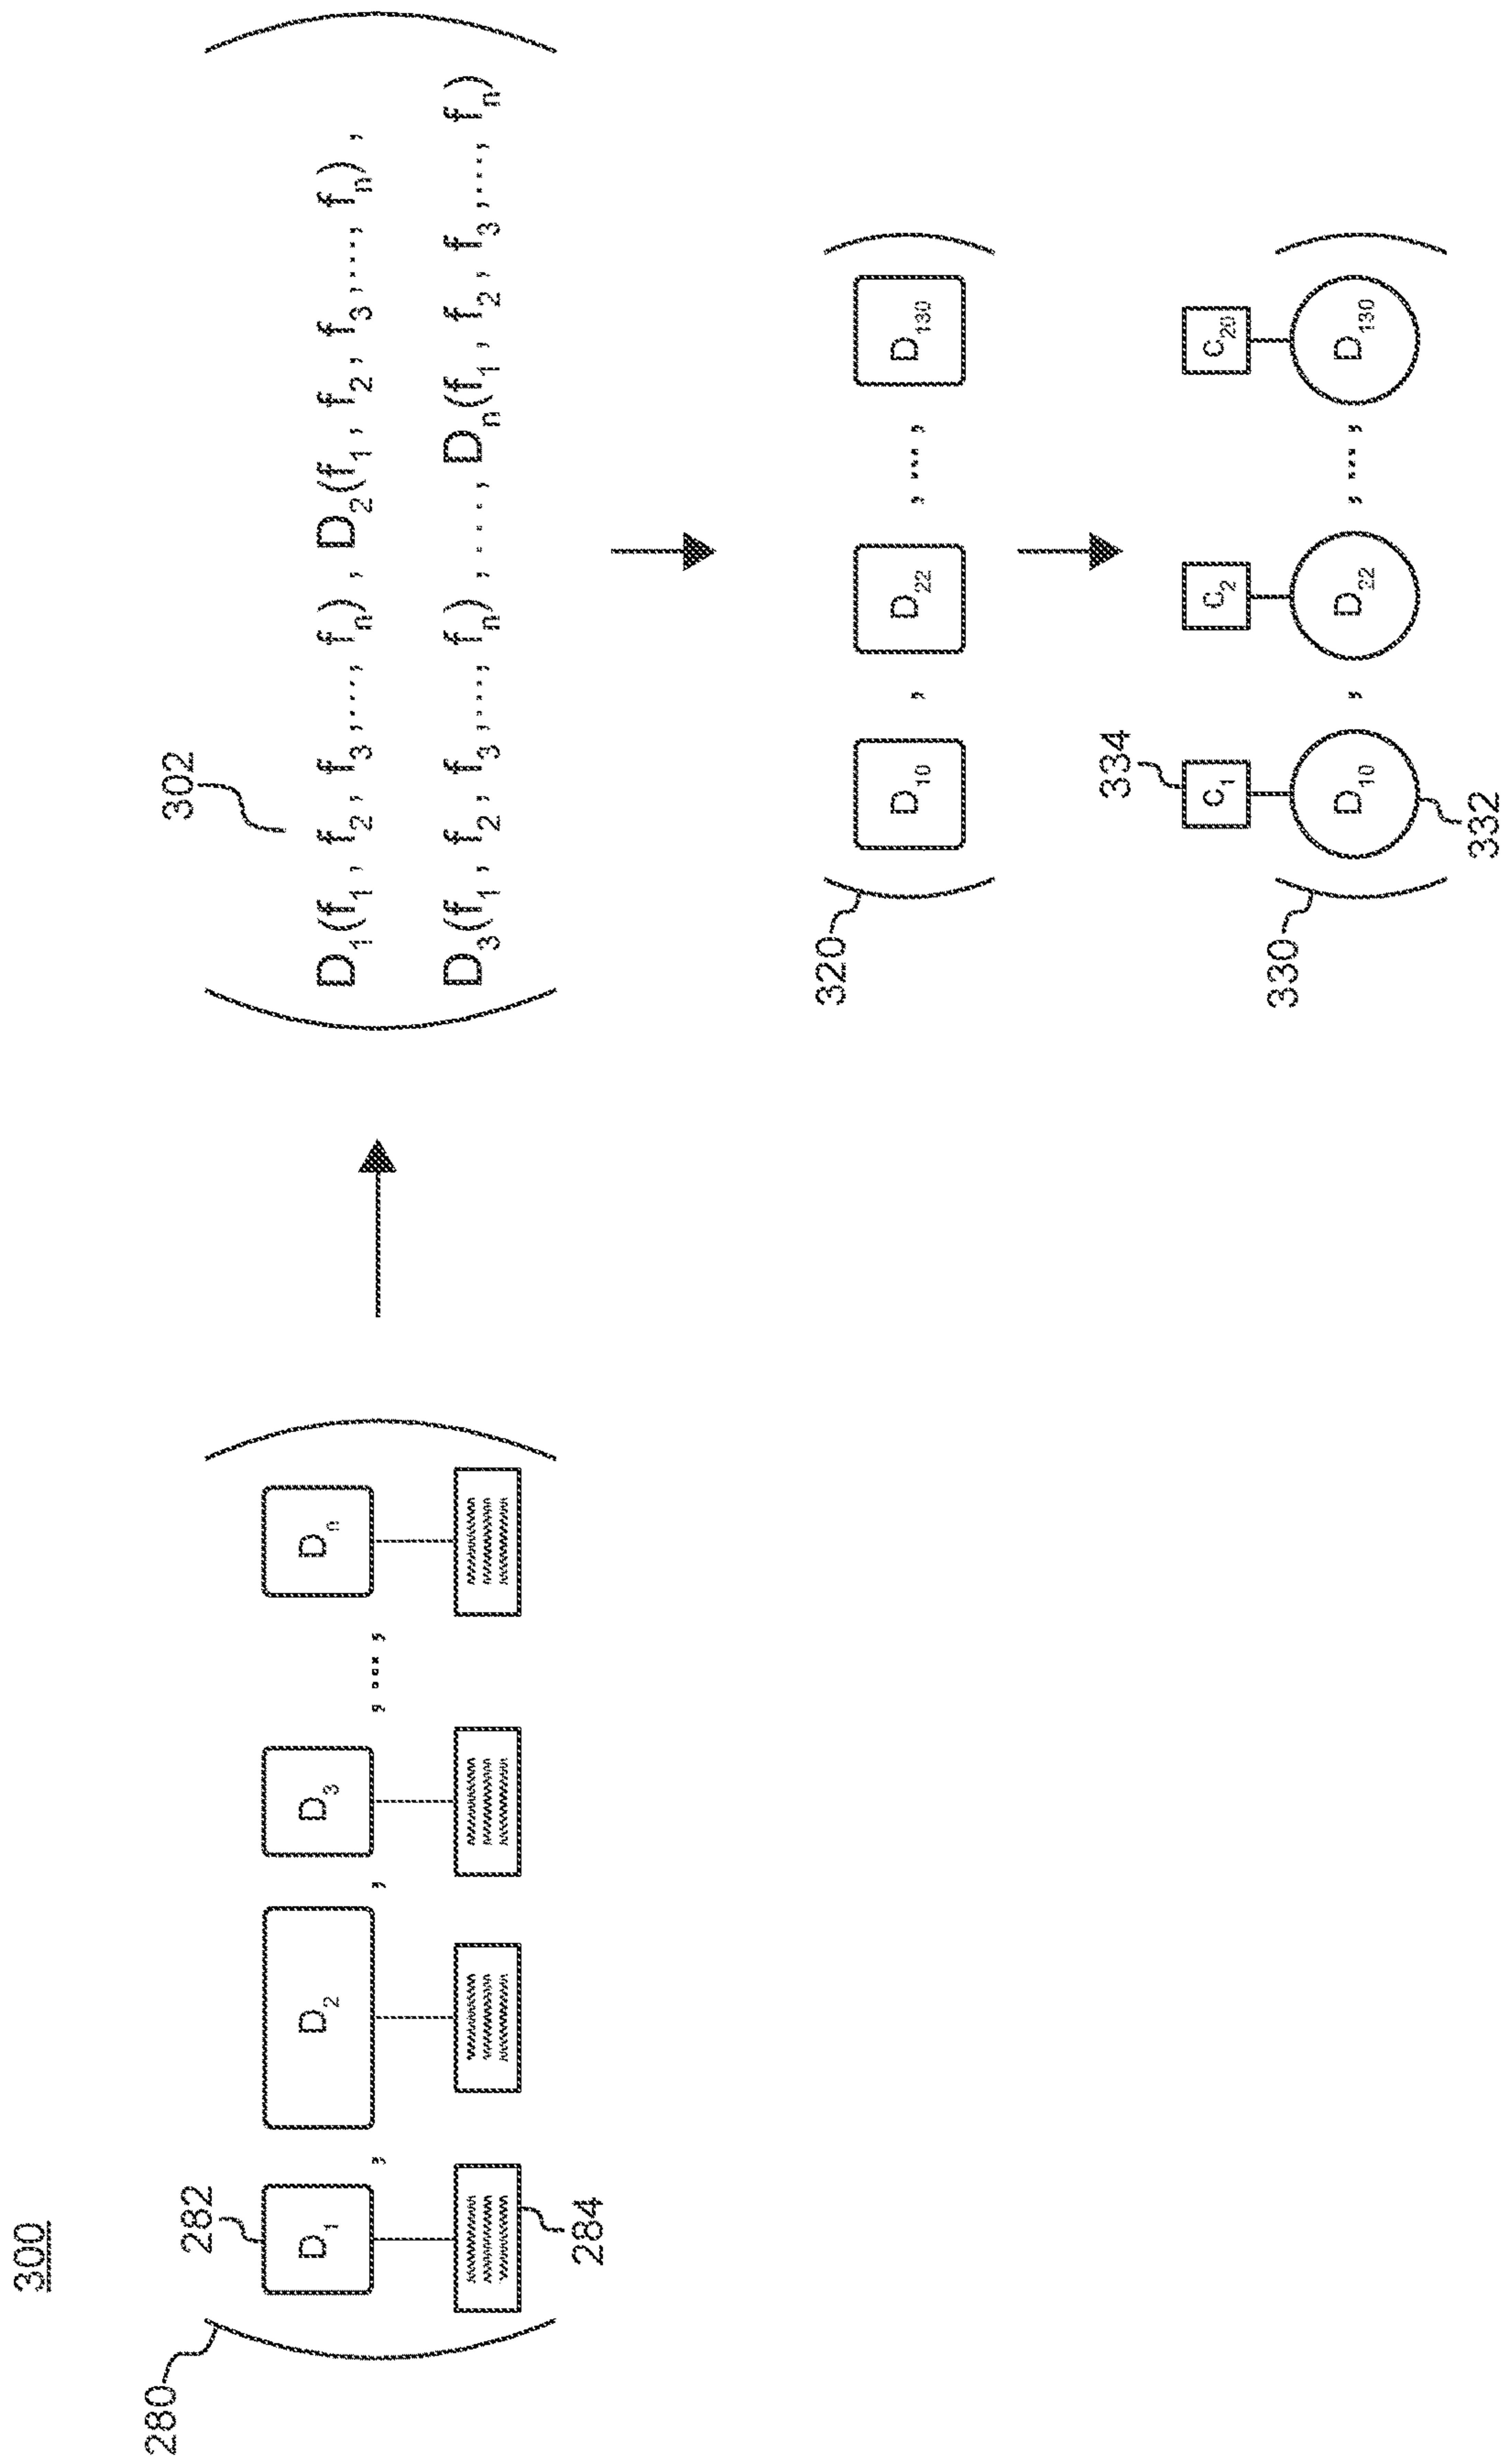 300
280
282
D1 , D2 , D3 , ... , Dn
284
302
D1(f1 , f2 , f3 ,..., fn) , D2(f1 , f2 , f3 ,..., fn) ,
D3(f1 , f2 , f3 ,..., fn) , ... , Dn(f1 , f2 , f3 ,..., fn)
320
D10 , D22 , ... , D130
334
C1 C2 C20
330
D10 , D22 , ... , D130
332